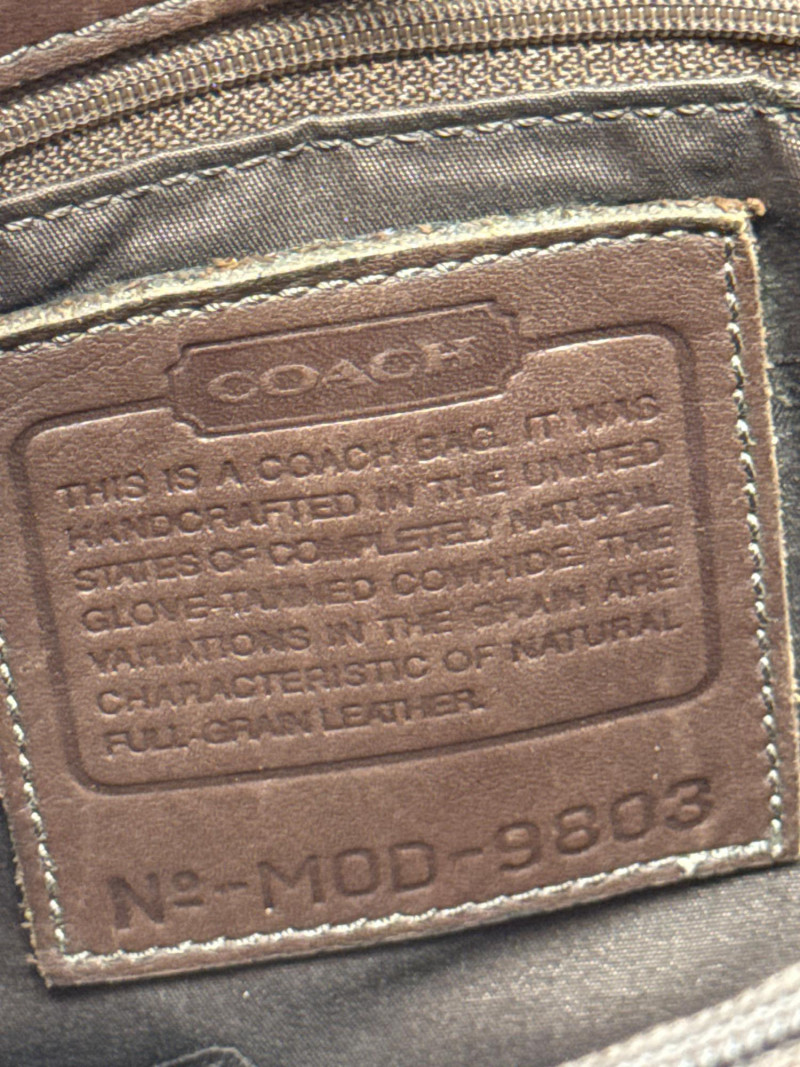 COACH
THIS IS A COACH BAG. IT WAS
HANDCRAFTED IN THE UNITED
STATES OF COMPLETELY NATURAL
GLOVE-TANNED COWHIDE. THE
VARIATIONS IN THE GRAIN ARE
CHARACTERISTIC OF NATURAL
FULL-GRAIN LEATHER.
Nº-MOD-9803